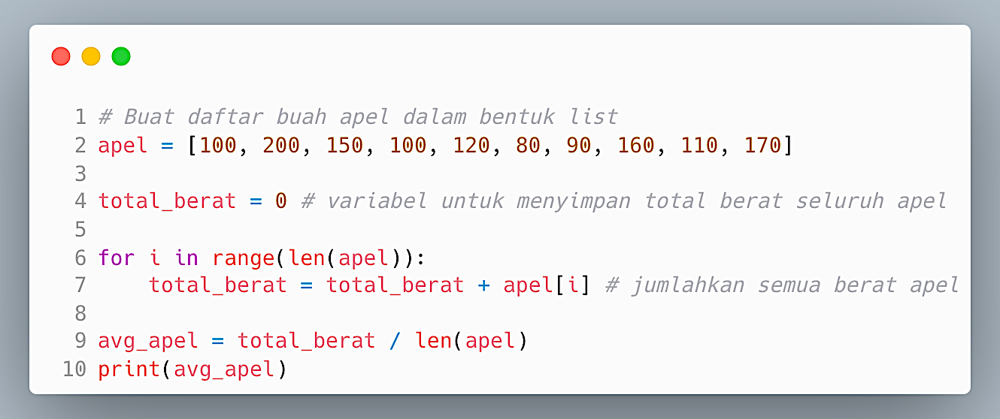 1 # Buat daftar buah apel dalam bentuk list
2 apel = [100, 200, 150, 100, 120, 80, 90, 160, 110, 170]
3
4 total_berat = 0 # variabel untuk menyimpan total berat seluruh apel
5
6 for i in range(len(apel)):
7     total_berat = total_berat + apel[i] # jumlahkan semua berat apel
8
9 avg_apel = total_berat / len(apel)
10 print(avg_apel)